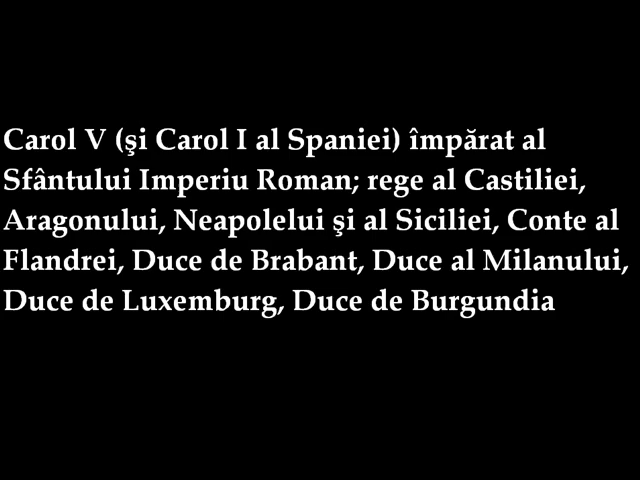 Carol V (şi Carol I al Spaniei) împărat al
Sfântului Imperiu Roman; rege al Castiliei,
Aragonului, Neapolelui şi al Siciliei, Conte al
Flandrei, Duce de Brabant, Duce al Milanului,
Duce de Luxemburg, Duce de Burgundia